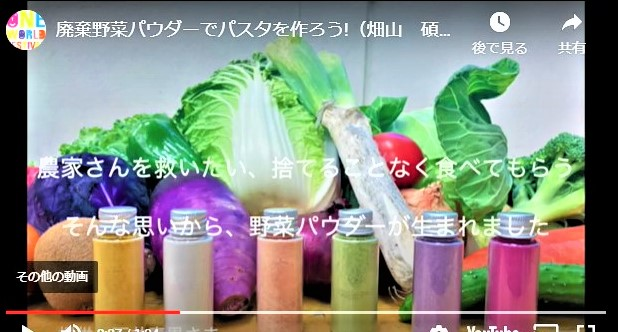 ONE
WORLD
廃棄野菜パウダーでパスタを作ろう!（畑山 碩...
後で見る
共有
農家さんを救いたい、捨てることなく食べてもらう
そんな思いから、野菜パウダーが生まれました
その他の動画
YouTube